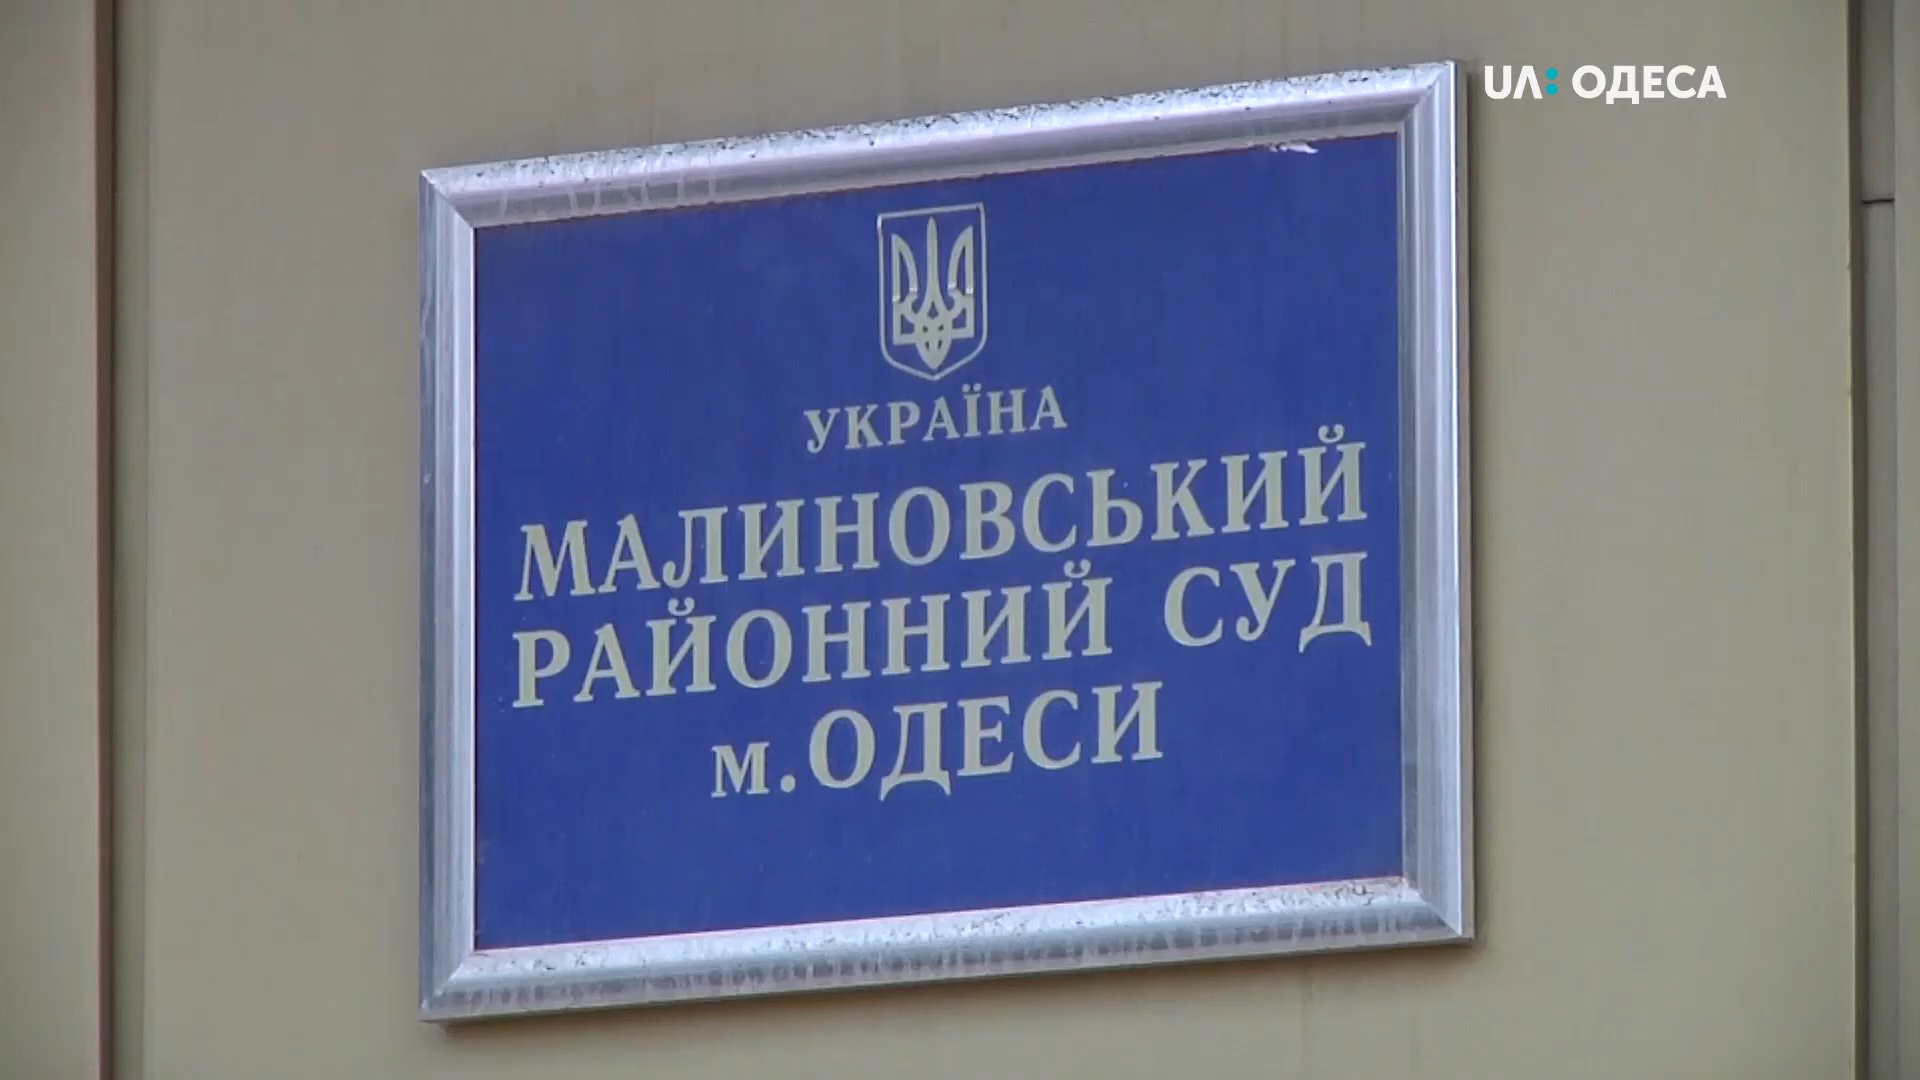 UA: ОДЕСА
УКРАЇНА
МАЛИНОВСЬКИЙ
РАЙОННИЙ СУД
м.ОДЕСИ